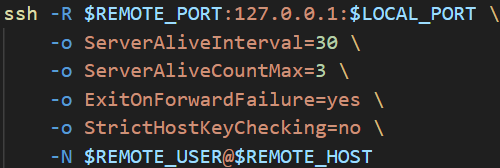 ssh -R $REMOTE_PORT:127.0.0.1:$LOCAL_PORT \
-o ServerAliveInterval=30 \
-o ServerAliveCountMax=3 \
-o ExitOnForwardFailure=yes \
-o StrictHostKeyChecking=no \
-N $REMOTE_USER@$REMOTE_HOST